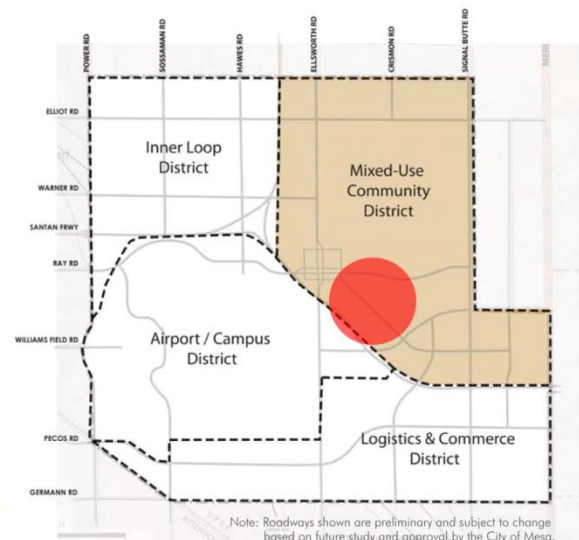 POWER RD
SOSSAMAN RD
HAWES RD
ELLSWORTH RD
CRISMON RD
SIGNAL BUTTE RD
MERI
ELLIOT RD
Inner Loop
District
Mixed-Use
Community
District
WARNER RD
SANTAN FRWY
RAY RD
Airport / Campus
District
WILLIAMS FIELD RD
Logistics & Commerce
District
PECOS RD
GERMANN RD
Note: Roadways shown are preliminary and subject to change
based on future study and approval by the City of Mesa.